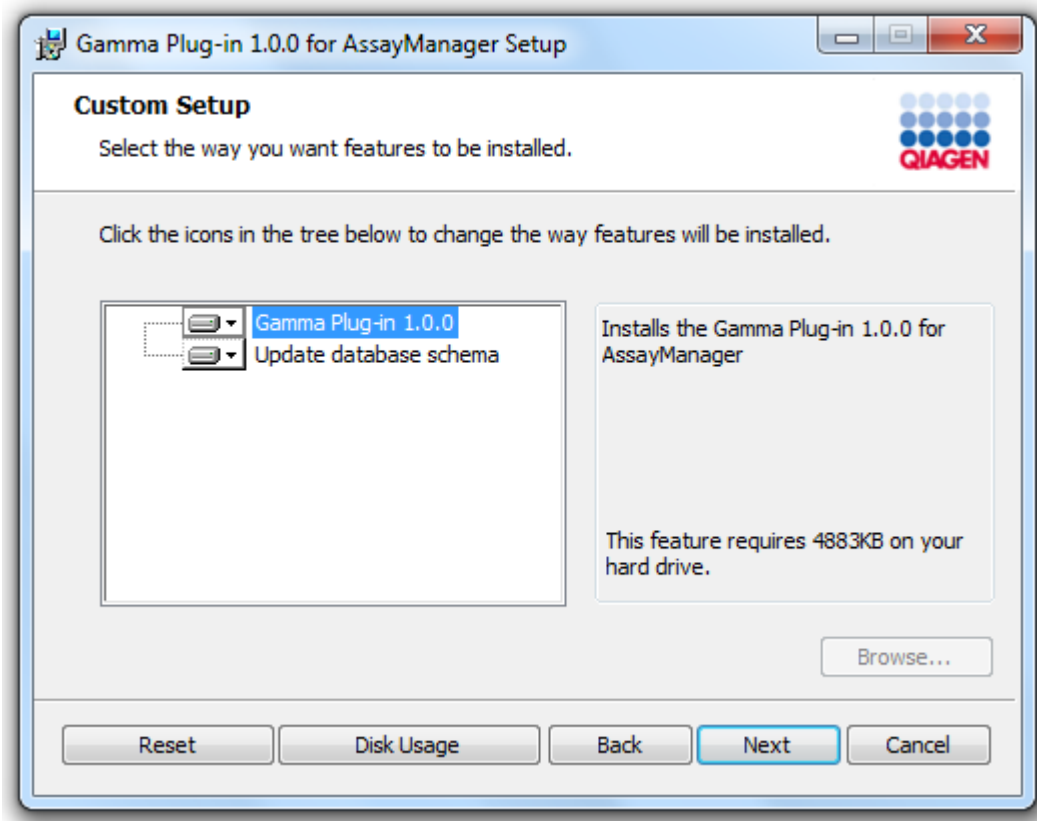 Gamma Plug-in 1.0.0 for AssayManager Setup
Custom Setup
Select the way you want features to be installed.
QIAGEN
Click the icons in the tree below to change the way features will be installed.
Gamma Plug-in 1.0.0
Update database schema
Installs the Gamma Plug-in 1.0.0 for
AssayManager
This feature requires 4883KB on your
hard drive.
Browse...
Reset
Disk Usage
Back
Next
Cancel